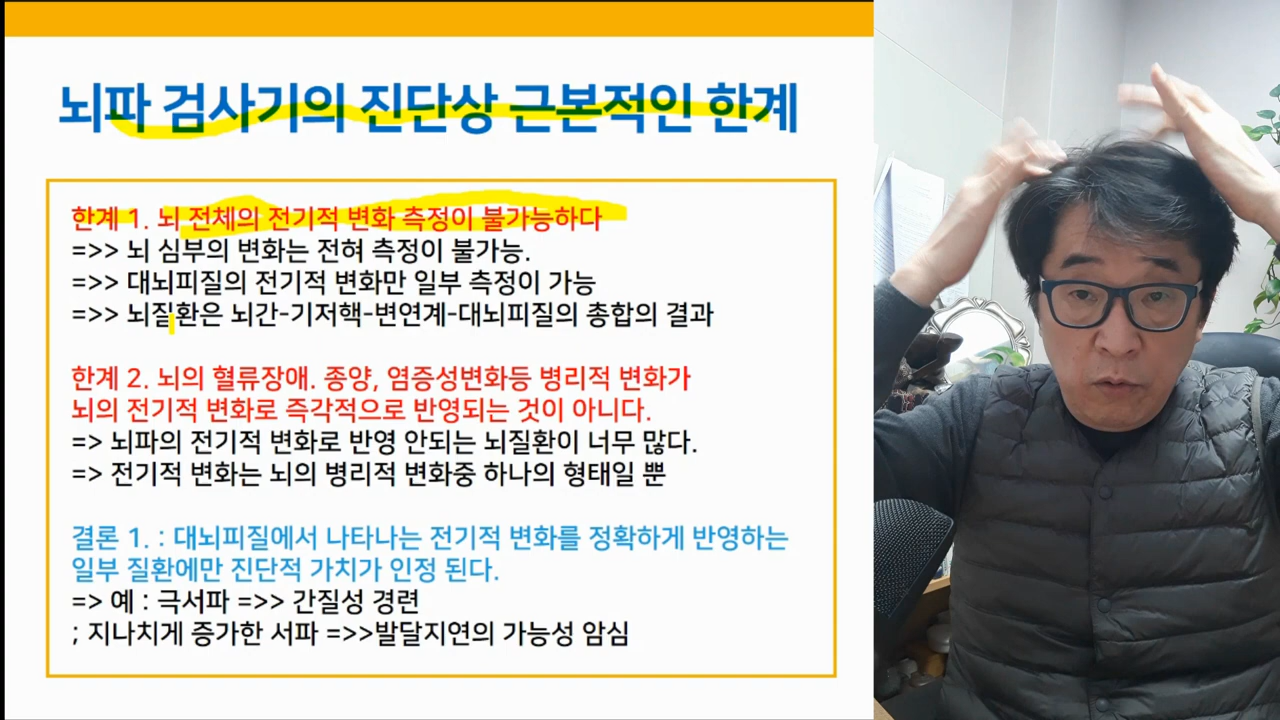 뇌파 검사기의 진단상 근본적인 한계
한계 1. 뇌 전체의 전기적 변화 측정이 불가능하다
=>> 뇌 심부의 변화는 전혀 측정이 불가능.
=>> 대뇌피질의 전기적 변화만 일부 측정이 가능
=>> 뇌질환은 뇌간-기저핵-변연계-대뇌피질의 총합의 결과
한계 2. 뇌의 혈류장애. 종양, 염증성변화등 병리적 변화가
뇌의 전기적 변화로 즉각적으로 반영되는 것이 아니다.
=> 뇌파의 전기적 변화로 반영 안되는 뇌질환이 너무 많다.
=> 전기적 변화는 뇌의 병리적 변화중 하나의 형태일 뿐
결론 1. : 대뇌피질에서 나타나는 전기적 변화를 정확하게 반영하는
일부 질환에만 진단적 가치가 인정 된다.
=> 예 : 극서파 =>> 간질성 경련
; 지나치게 증가한 서파 =>>발달지연의 가능성 암심